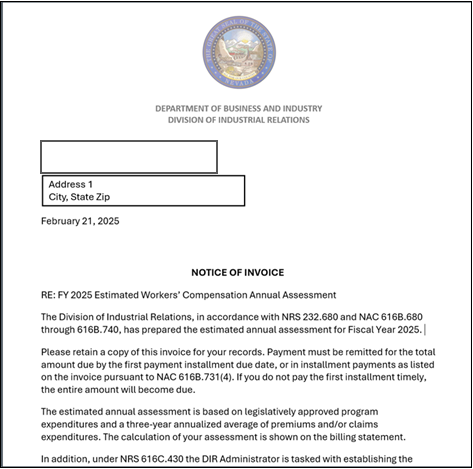 THE GREAT SEAL OF THE STATE OF
NEVADA
DEPARTMENT OF BUSINESS AND INDUSTRY
DIVISION OF INDUSTRIAL RELATIONS
Address 1
City, State Zip
February 21, 2025
NOTICE OF INVOICE
RE: FY 2025 Estimated Workers’ Compensation Annual Assessment
The Division of Industrial Relations, in accordance with NRS 232.680 and NAC 616B.680
through 616B.740, has prepared the estimated annual assessment for Fiscal Year 2025.
Please retain a copy of this invoice for your records. Payment must be remitted for the total
amount due by the first payment installment due date, or in installment payments as listed
on the invoice pursuant to NAC 616B.731(4). If you do not pay the first installment timely,
the entire amount will become due.
The estimated annual assessment is based on legislatively approved program
expenditures and a three-year annualized average of premiums and/or claims
expenditures. The calculation of your assessment is shown on the billing statement.
In addition, under NRS 616C.430 the DIR Administrator is tasked with establishing the